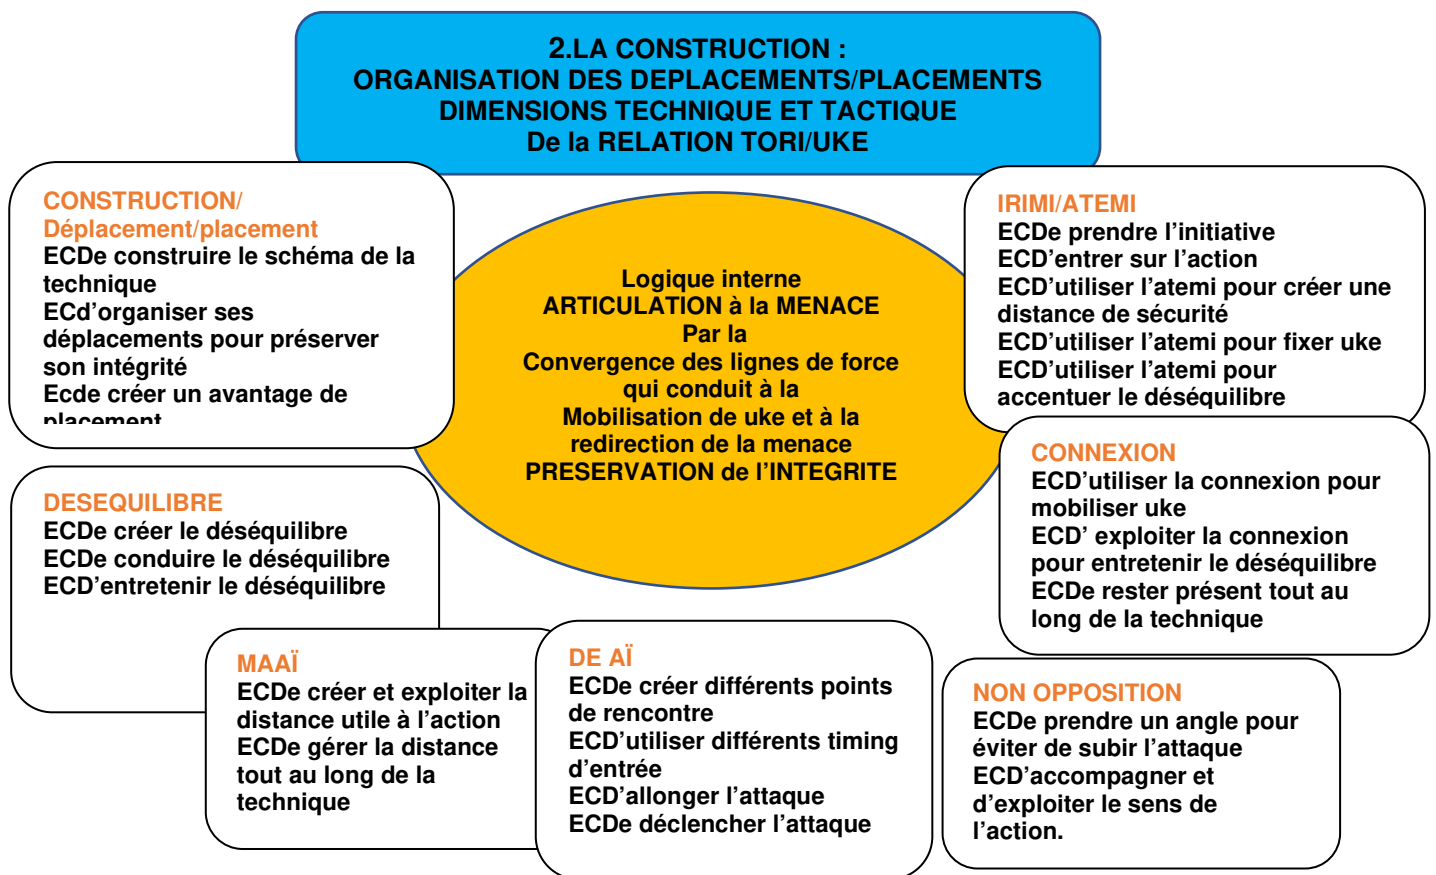 2.LA CONSTRUCTION :
ORGANISATION DES DEPLACEMENTS/PLACEMENTS
DIMENSIONS TECHNIQUE ET TACTIQUE
De la RELATION TORI/UKE
CONSTRUCTION/
Déplacement/placement
ECDe construire le schéma de la
technique
ECd’organiser ses
déplacements pour préserver
son intégrité
Ecde créer un avantage de
placement
Logique interne
ARTICULATION à la MENACE
Par la
Convergence des lignes de force
qui conduit à la
Mobilisation de uke et à la
redirection de la menace
PRESERVATION de l’INTEGRITE
IRIMI/ATEMI
ECDe prendre l’initiative
ECD’entrer sur l’action
ECD’utiliser l’atemi pour créer une
distance de sécurité
ECD’utiliser l’atemi pour fixer uke
ECD’utiliser l’atemi pour
accentuer le déséquilibre
CONNEXION
ECD’utiliser la connexion pour
mobiliser uke
ECD’ exploiter la connexion
pour entretenir le déséquilibre
ECDe rester présent tout au
long de la technique
DESEQUILIBRE
ECDe créer le déséquilibre
ECDe conduire le déséquilibre
ECD’entretenir le déséquilibre
MAAÏ
ECDe créer et exploiter la
distance utile à l’action
ECDe gérer la distance
tout au long de la
technique
DE AÏ
ECDe créer différents points
de rencontre
ECD’utiliser différents timing
d’entrée
ECD’allonger l’attaque
ECDe déclencher l’attaque
NON OPPOSITION
ECDe prendre un angle pour
éviter de subir l’attaque
ECD’accompagner et
d’exploiter le sens de
l’action.